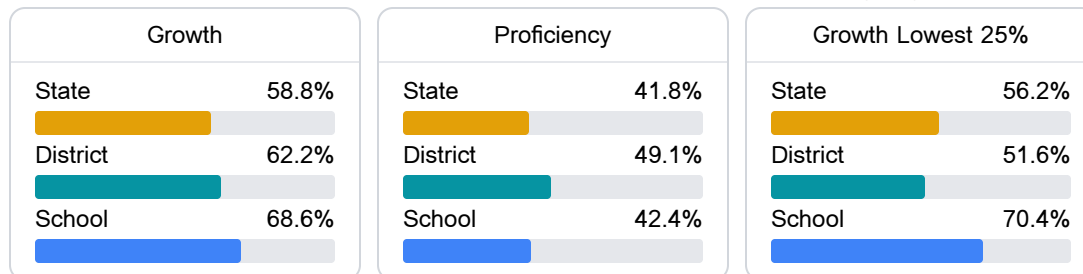 Growth
State 58.8%
District 62.2%
School 68.6%
Proficiency
State 41.8%
District 49.1%
School 42.4%
Growth Lowest 25%
State 56.2%
District 51.6%
School 70.4%